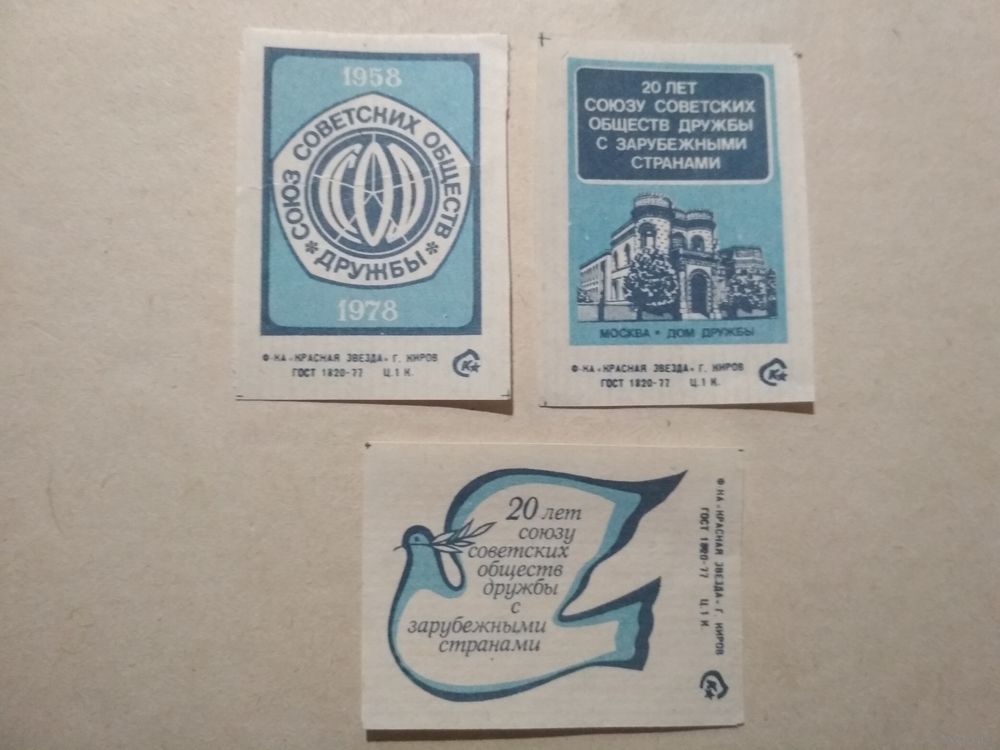 1958
СОЮЗ СОВЕТСКИХ ОБЩЕСТВ
* ДРУЖБЫ *
1978
Ф-КА «КРАСНАЯ ЗВЕЗДА» Г. КИРОВ
ГОСТ 1820-77 Ц.1 К.
20 ЛЕТ
СОЮЗУ СОВЕТСКИХ
ОБЩЕСТВ ДРУЖБЫ
С ЗАРУБЕЖНЫМИ
СТРАНАМИ
МОСКВА • ДОМ ДРУЖБЫ
Ф-КА «КРАСНАЯ ЗВЕЗДА» Г. КИРОВ
ГОСТ 1820-77 Ц.1 К.
20 лет
союзу
советских
обществ
дружбы
с
зарубежными
странами
Ф-КА «КРАСНАЯ ЗВЕЗДА» Г. КИРОВ
ГОСТ 1820-77 Ц.1 К.